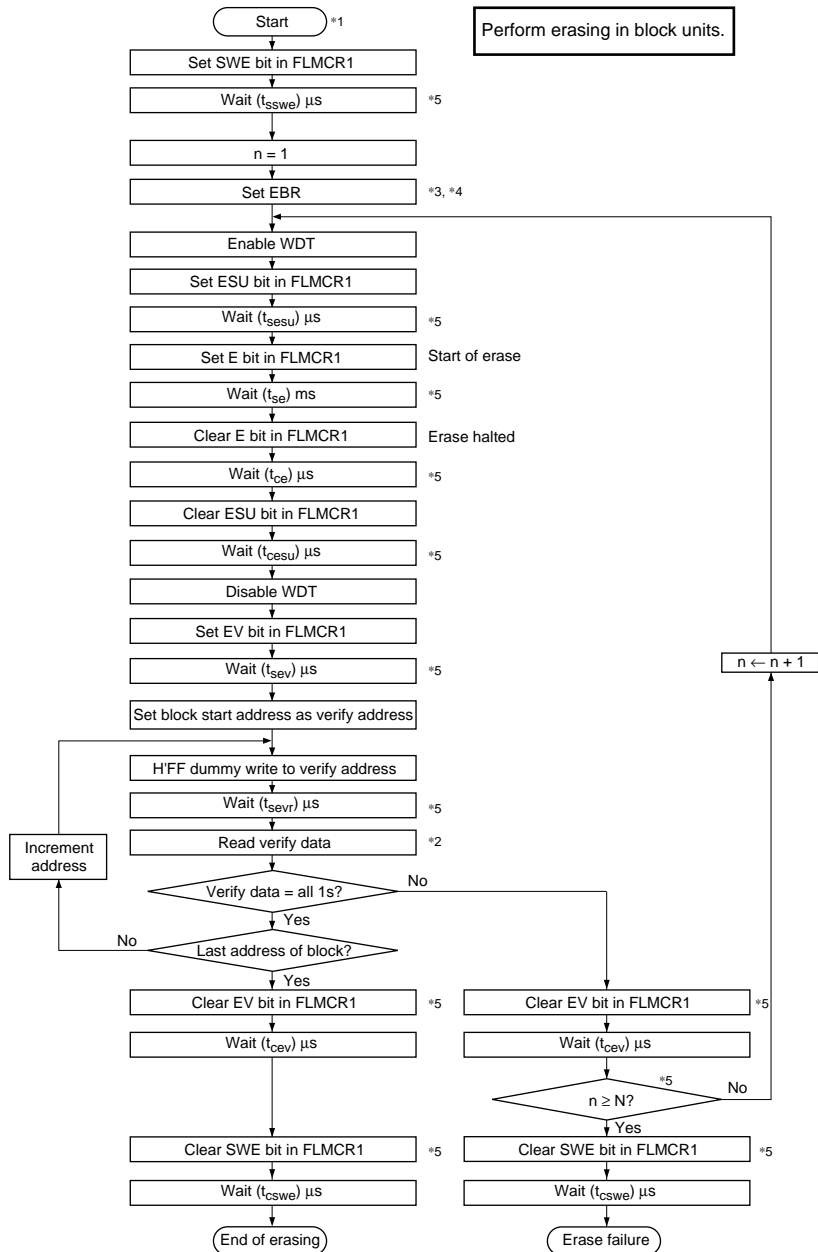 Start *1
Perform erasing in block units.
Set SWE bit in FLMCR1
Wait (tsswe) μs *5
n = 1
Set EBR *3, *4
Enable WDT
Set ESU bit in FLMCR1
Wait (tsesu) μs *5
Set E bit in FLMCR1 Start of erase
Wait (tse) ms *5
Clear E bit in FLMCR1 Erase halted
Wait (tce) μs *5
Clear ESU bit in FLMCR1
Wait (tcesu) μs *5
Disable WDT
Set EV bit in FLMCR1
Wait (tsev) μs *5
n ← n + 1
Set block start address as verify address
H'FF dummy write to verify address
Wait (tsevr) μs *5
Read verify data *2
Increment
address
Verify data = all 1s?
No
Yes
No
Last address of block?
Yes
Clear EV bit in FLMCR1 *5
Wait (tcev) μs
Clear SWE bit in FLMCR1 *5
Wait (tcswe) μs
End of erasing
Clear EV bit in FLMCR1 *5
Wait (tcev) μs
*5
n ≥ N?
No
Yes
Clear SWE bit in FLMCR1 *5
Wait (tcswe) μs
Erase failure